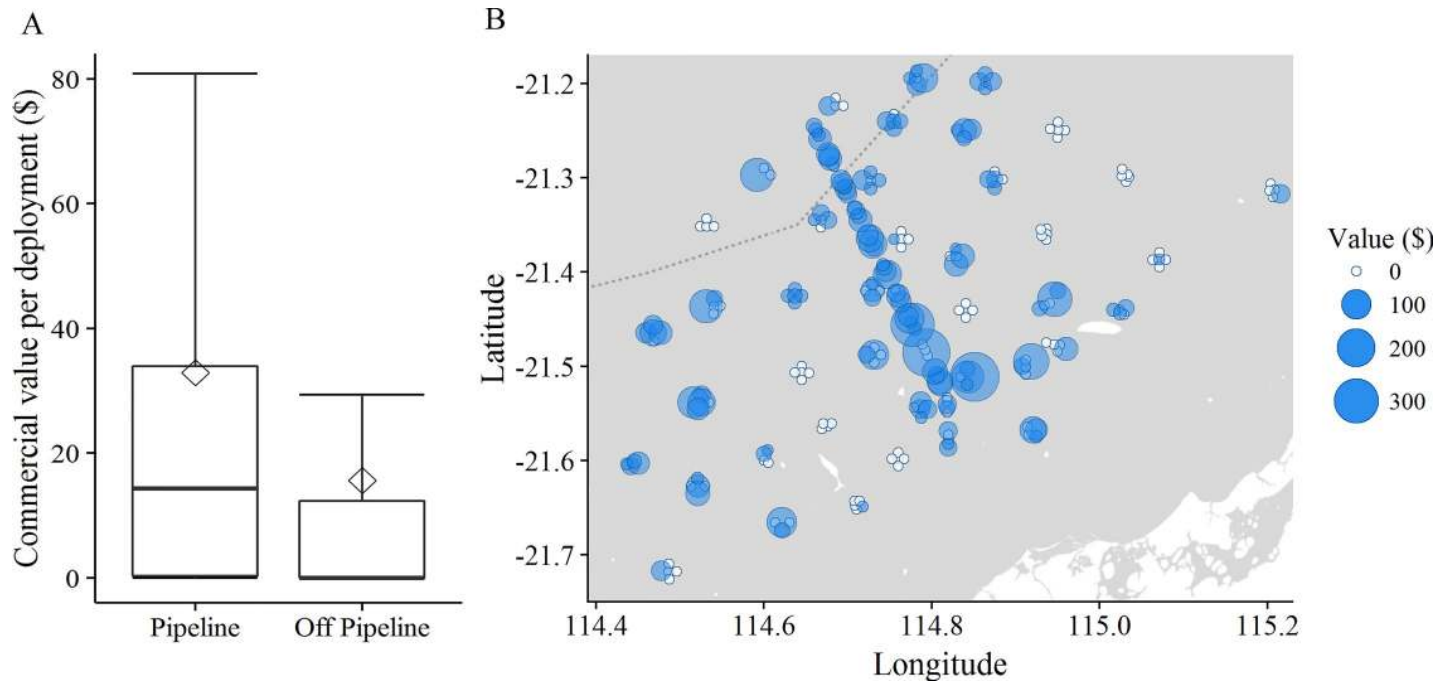 A
Commercial value per deployment ($)
80
60
40
20
0
Pipeline
Off Pipeline
B
Latitude
-21.2
-21.3
-21.4
-21.5
-21.6
-21.7
114.4
114.6
114.8
115.0
115.2
Longitude
Value ($)
0
100
200
300